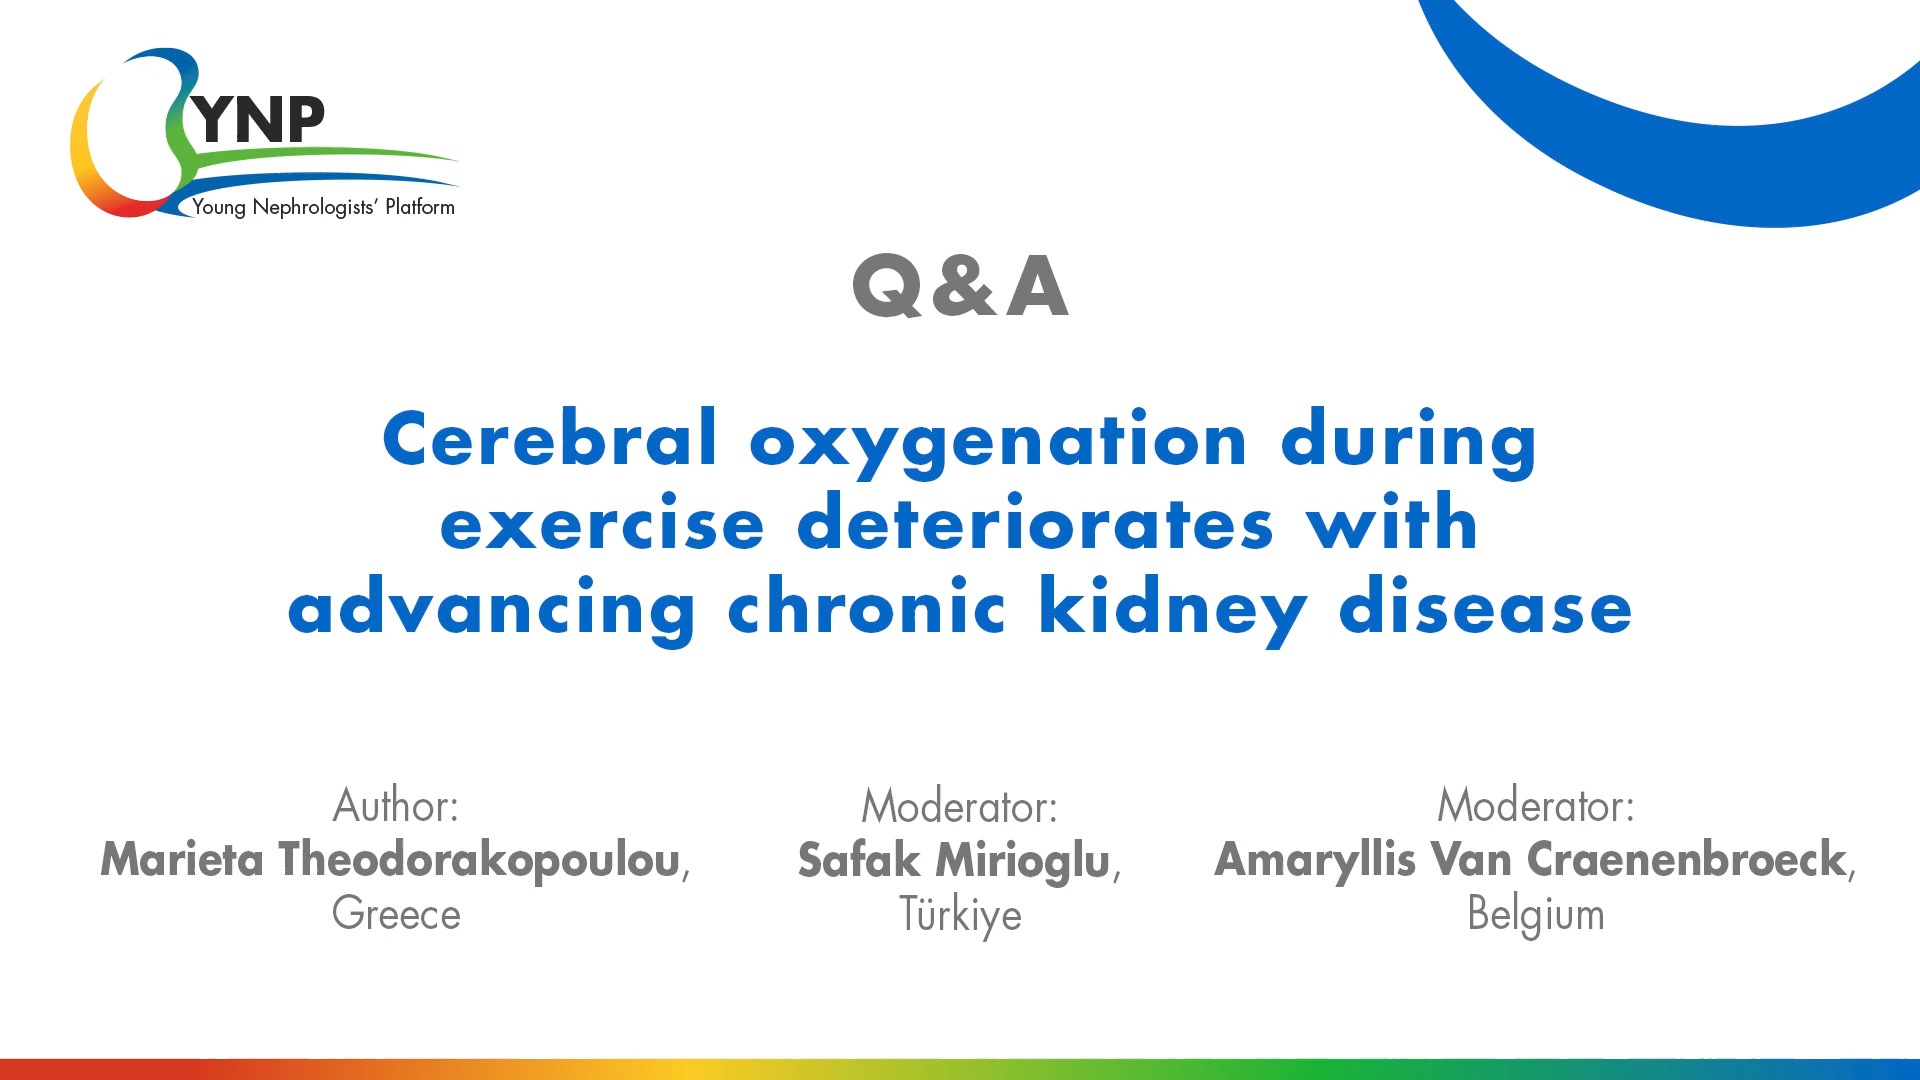 YNP
Young Nephrologists’ Platform
Q&A
Cerebral oxygenation during
exercise deteriorates with
advancing chronic kidney disease
Author:
Marieta Theodorakopoulou,
Greece
Moderator:
Safak Mirioglu,
Türkiye
Moderator:
Amaryllis Van Craenenbroeck,
Belgium